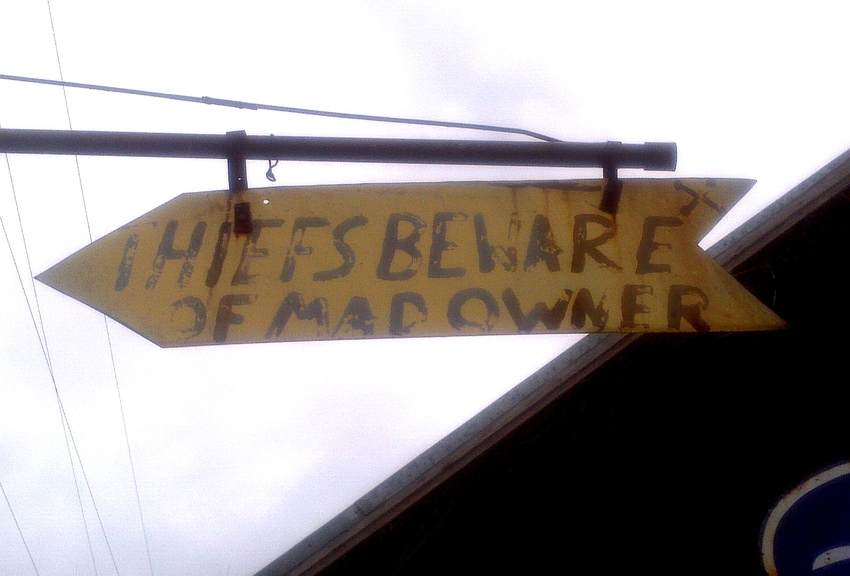 THIEFS BEWARE
OF MAD OWNER